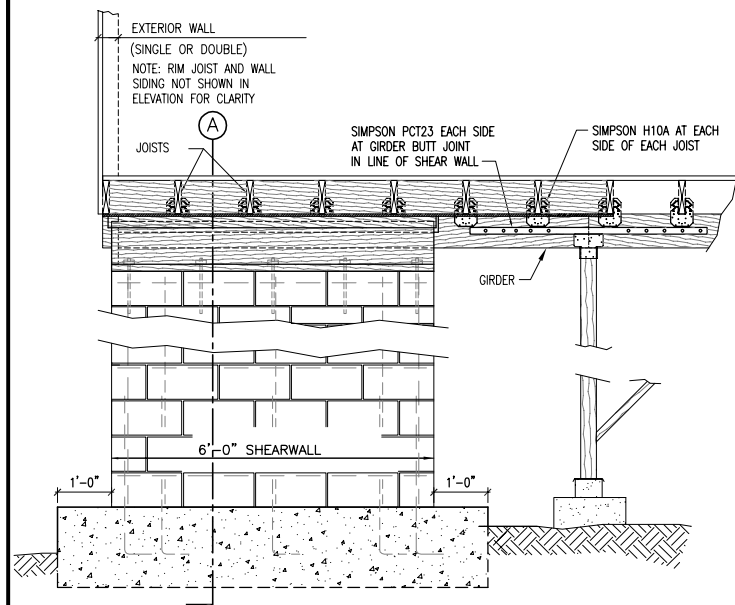 EXTERIOR WALL
(SINGLE OR DOUBLE)
NOTE: RIM JOIST AND WALL
SIDING NOT SHOWN IN
ELEVATION FOR CLARITY
A
JOISTS
SIMPSON PCT23 EACH SIDE
AT GIRDER BUTT JOINT
IN LINE OF SHEAR WALL
SIMPSON H10A AT EACH
SIDE OF EACH JOIST
GIRDER
6'-0" SHEARWALL
1'-0"
1'-0"